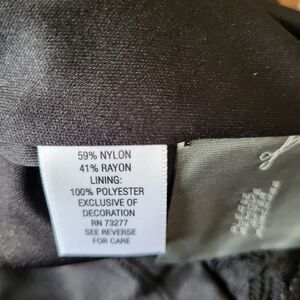 59% NYLON
41% RAYON
LINING:
100% POLYESTER
EXCLUSIVE OF
DECORATION
RN 73277
SEE REVERSE
FOR CARE